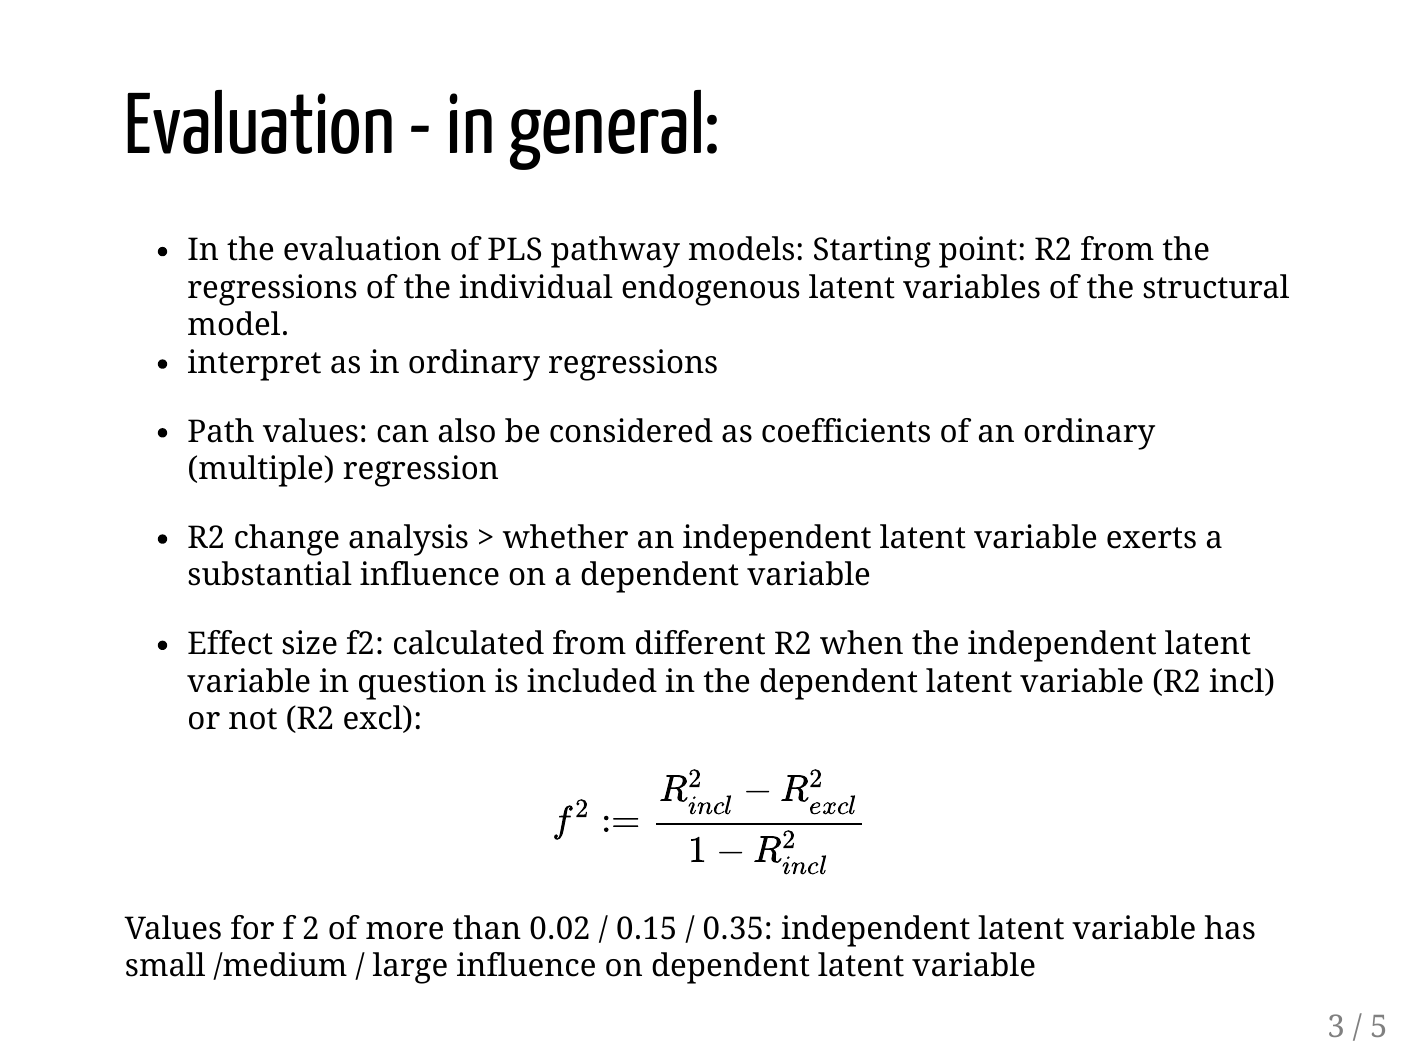 Evaluation - in general:
• In the evaluation of PLS pathway models: Starting point: R2 from the
regressions of the individual endogenous latent variables of the structural
model.
• interpret as in ordinary regressions
• Path values: can also be considered as coefficients of an ordinary
(multiple) regression
• R2 change analysis > whether an independent latent variable exerts a
substantial influence on a dependent variable
• Effect size f2: calculated from different R2 when the independent latent
variable in question is included in the dependent latent variable (R2 incl)
or not (R2 excl):
$f^2 := \frac{R^2_{incl} - R^2_{excl}}{1 - R^2_{incl}}$
Values for f 2 of more than 0.02 / 0.15 / 0.35: independent latent variable has
small /medium / large influence on dependent latent variable
3 / 5